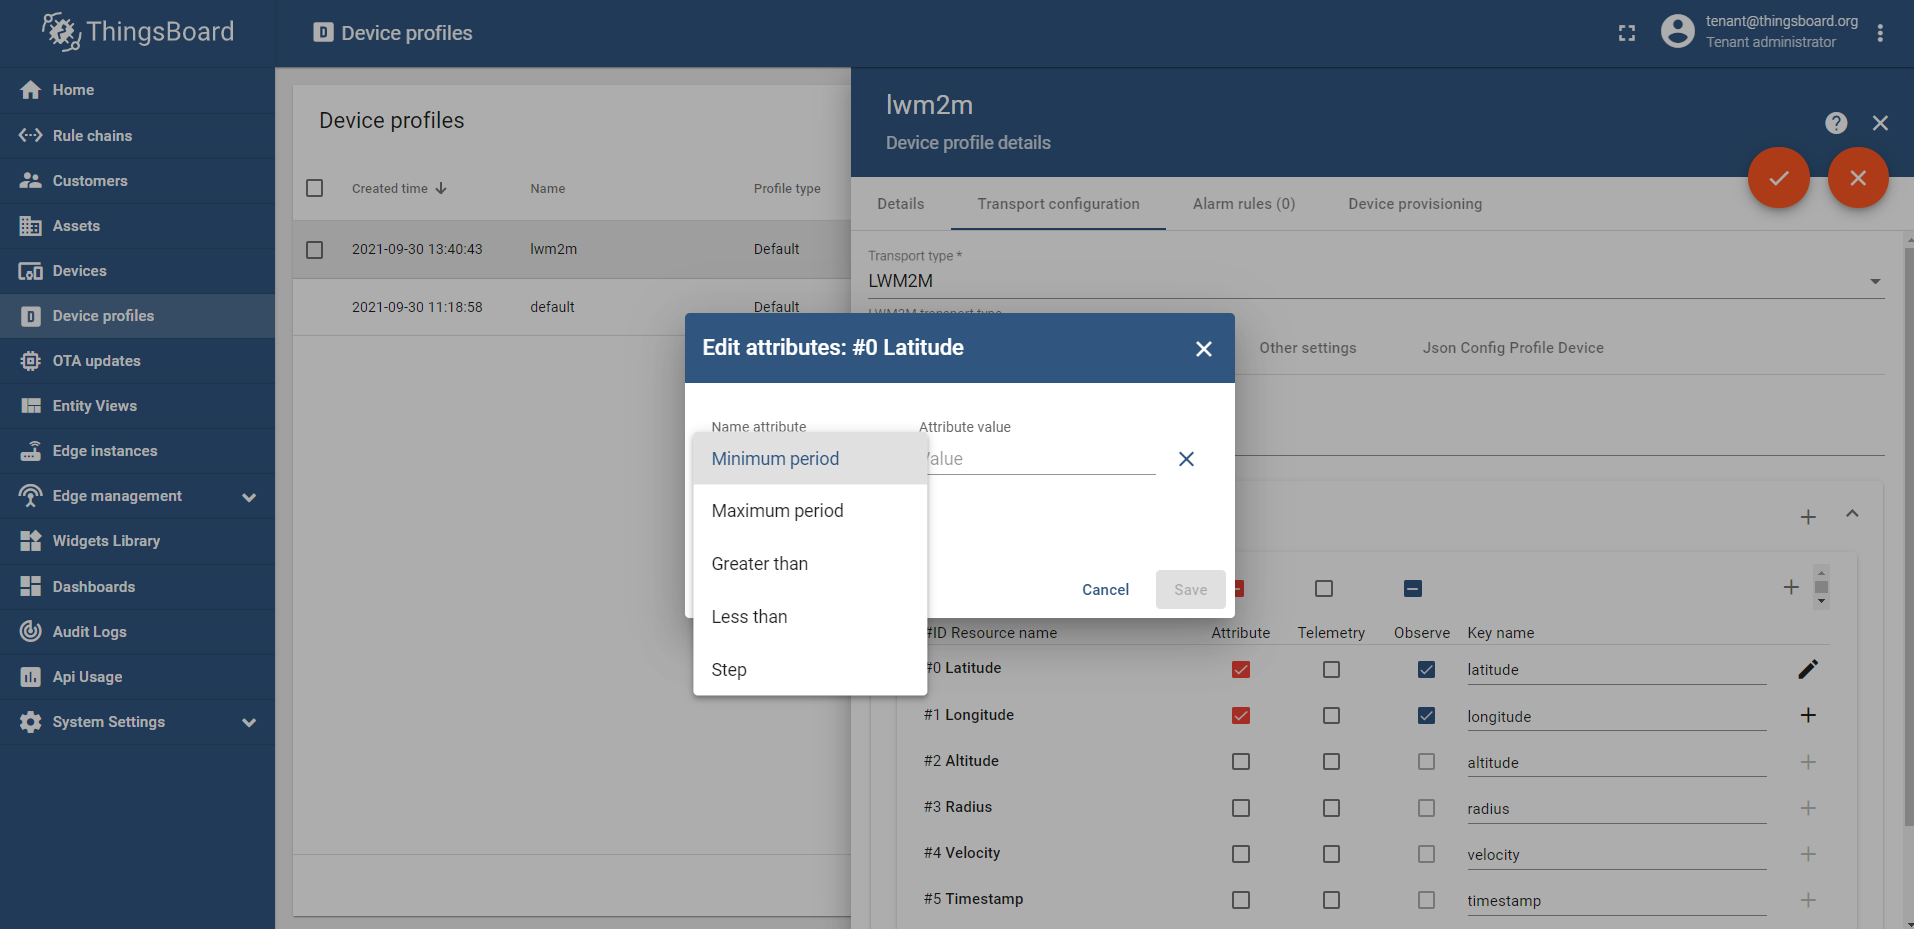 ThingsBoard
D Device profiles
tenant@thingsboard.org
Tenant administrator
Home
Rule chains
Customers
Assets
Devices
D Device profiles
OTA updates
Entity Views
Edge instances
Edge management
Widgets Library
Dashboards
Audit Logs
Api Usage
System Settings
Device profiles
Created time Name Profile type
2021-09-30 13:40:43 lwm2m Default
2021-09-30 11:18:58 default Default
lwm2m
Device profile details
?
Details Transport configuration Alarm rules (0) Device provisioning
Transport type *
LWM2M
LWM2M transport type
Other settings Json Config Profile Device
Edit attributes: #0 Latitude
Name attribute Attribute value
Minimum period
Value
Maximum period
Greater than
Less than
Step
Cancel Save
#ID Resource name Attribute Telemetry Observe Key name
#0 Latitude latitude
#1 Longitude longitude
#2 Altitude altitude
#3 Radius radius
#4 Velocity velocity
#5 Timestamp timestamp